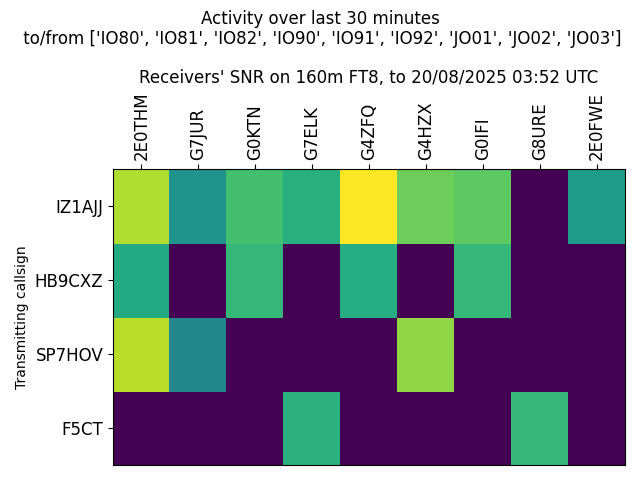 Activity over last 30 minutes
to/from ['IO80', 'IO81', 'IO82', 'IO90', 'IO91', 'IO92', 'JO01', 'JO02', 'JO03']
Receivers' SNR on 160m FT8, to 20/08/2025 03:52 UTC
2E0THM
G7JUR
G0KTN
G7ELK
G4ZFQ
G4HZX
G0IFI
G8URE
2E0FWE
Transmitting callsign
IZ1AJJ
HB9CXZ
SP7HOV
F5CT